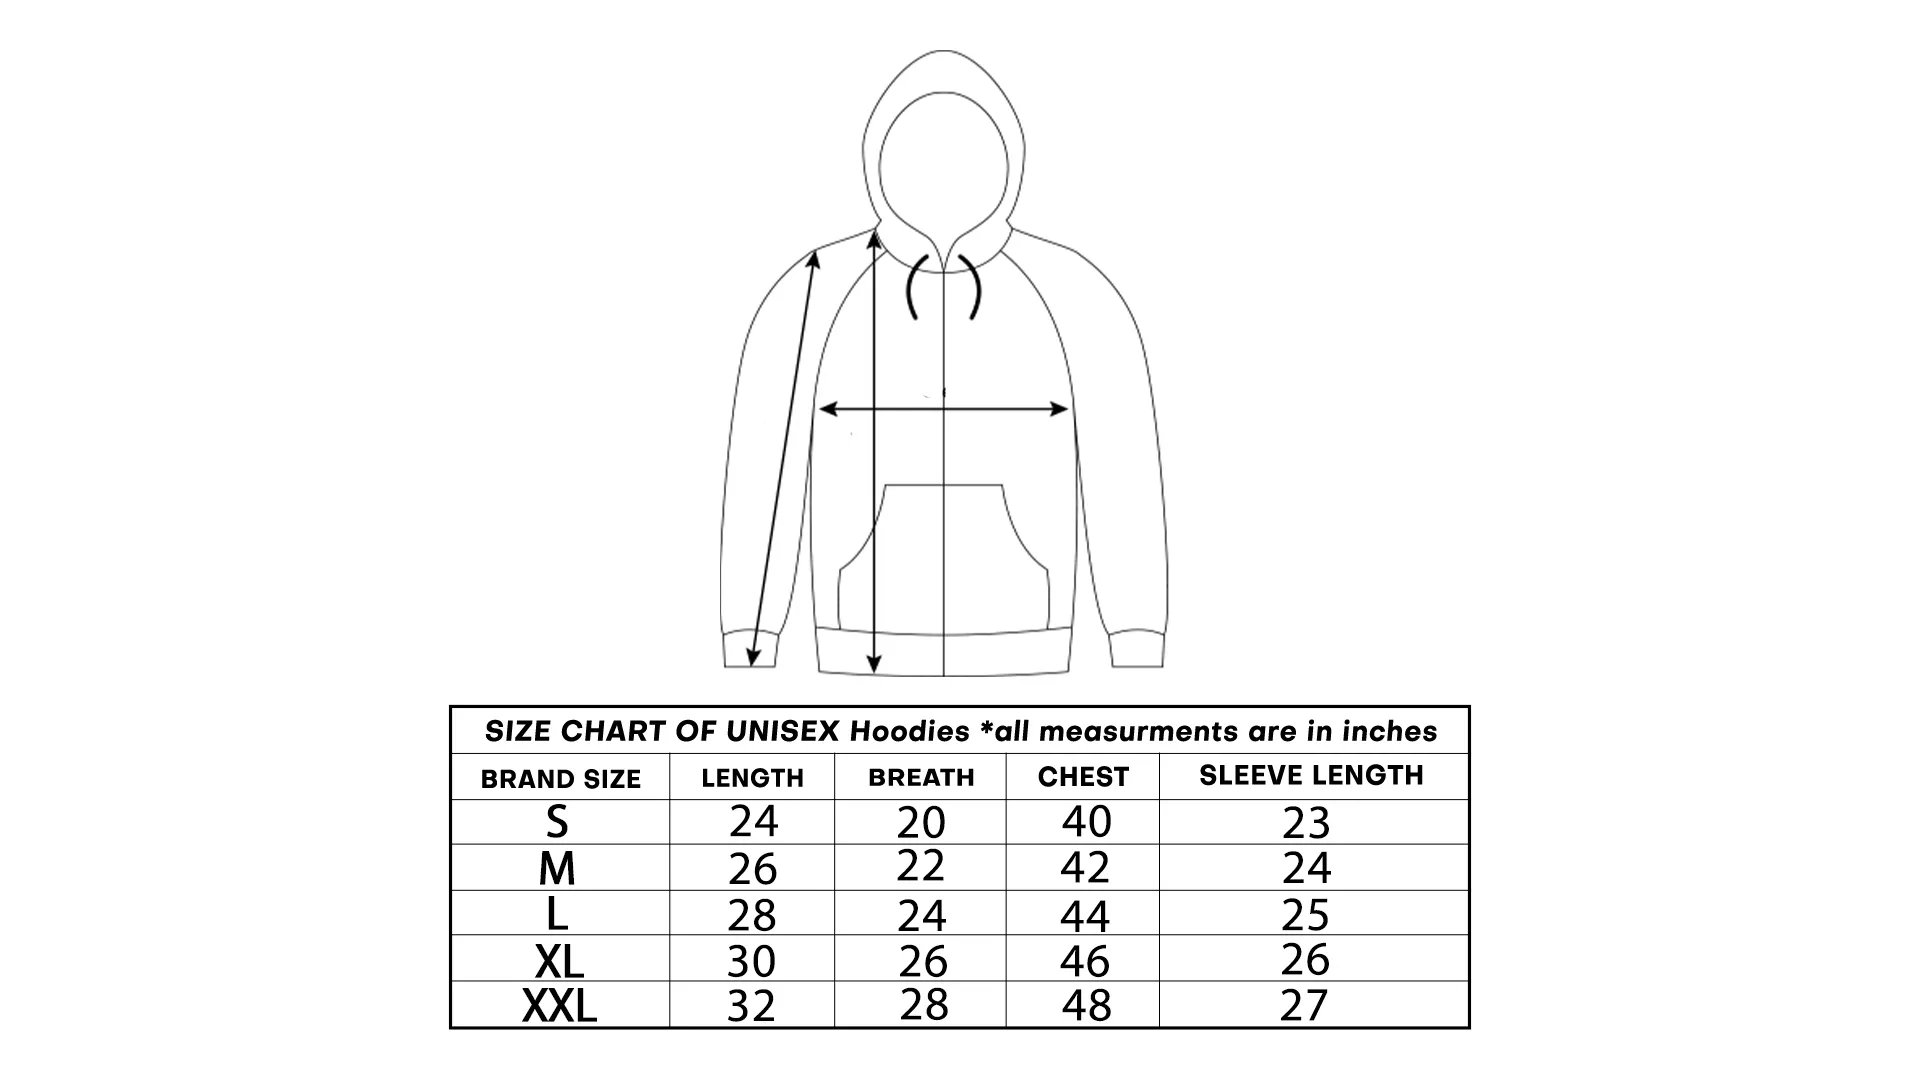 SIZE CHART OF UNISEX Hoodies *all measurments are in inches
BRAND SIZE LENGTH BREATH CHEST SLEEVE LENGTH
S 24 20 40 23
M 26 22 42 24
L 28 24 44 25
XL 30 26 46 26
XXL 32 28 48 27